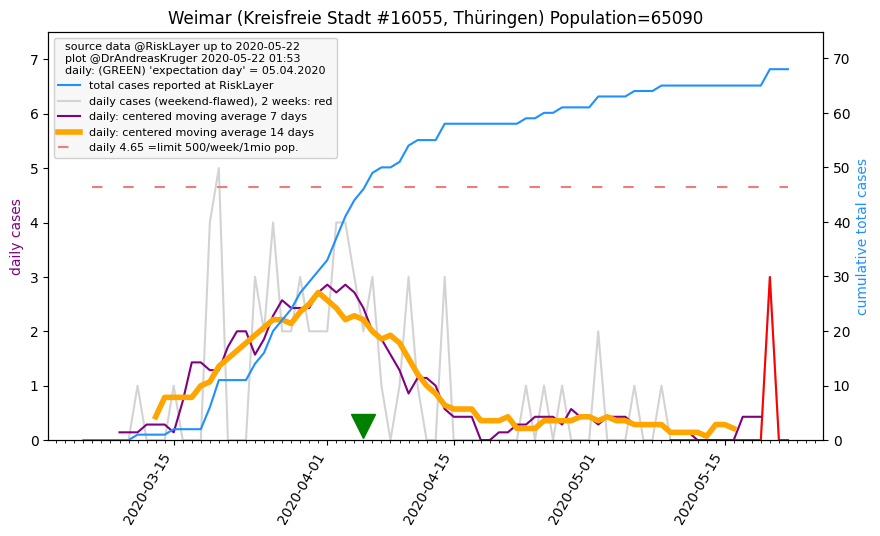 Weimar (Kreisfreie Stadt #16055, Thüringen) Population=65090
source data @RiskLayer up to 2020-05-22
plot @DrAndreasKruger 2020-05-22 01:53
daily: (GREEN) 'expectation day' = 05.04.2020
total cases reported at RiskLayer
daily cases (weekend-flawed), 2 weeks: red
daily: centered moving average 7 days
daily: centered moving average 14 days
daily 4.65 =limit 500/week/1mio pop.
daily cases
7
6
5
4
3
2
1
0
70
60
50
40
30
20
10
0
cumulative total cases
2020-03-15
2020-04-01
2020-04-15
2020-05-01
2020-05-15